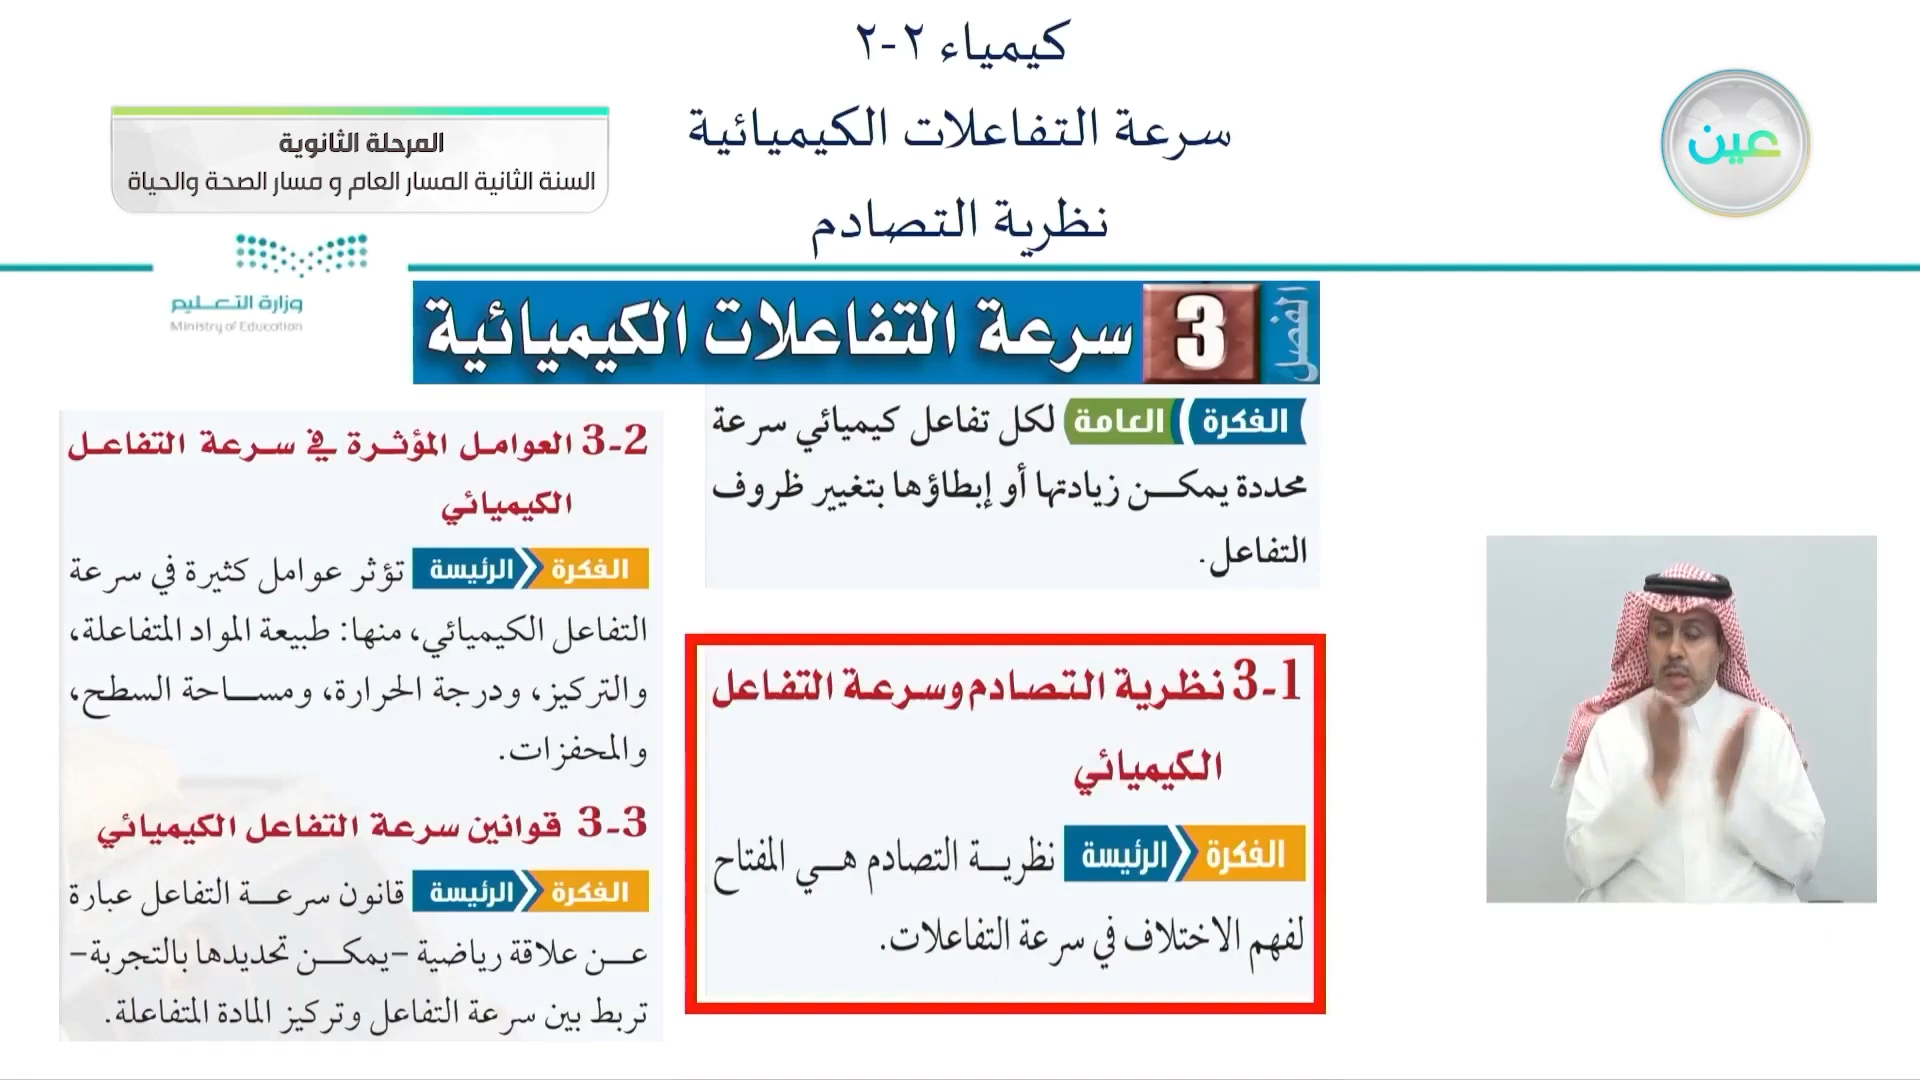 كيمياء ٢-٢
سرعة التفاعلات الكيميائية
نظرية التصادم
عين
المرحلة الثانوية
السنة الثانية المسار العام و مسار الصحة والحياة
وزارة التعليم
Ministry of Education
الفصل 3 سرعة التفاعلات الكيميائية
الفكرة العامة لكل تفاعل كيميائي سرعة
محددة يمكن زيادتها أو إبطاؤها بتغيير ظروف
التفاعل.
3-1 نظرية التصادم وسرعة التفاعل
الكيميائي
الفكرة الرئيسة نظرية التصادم هي المفتاح
لفهم الاختلاف في سرعة التفاعلات.
3-2 العوامل المؤثرة في سرعة التفاعل
الكيميائي
الفكرة الرئيسة تؤثر عوامل كثيرة في سرعة
التفاعل الكيميائي، منها: طبيعة المواد المتفاعلة،
والتركيز، ودرجة الحرارة، ومساحة السطح،
والمحفزات.
3-3 قوانين سرعة التفاعل الكيميائي
الفكرة الرئيسة قانون سرعة التفاعل عبارة
عن علاقة رياضية -يمكن تحديدها بالتجربة-
تربط بين سرعة التفاعل وتركيز المادة المتفاعلة.